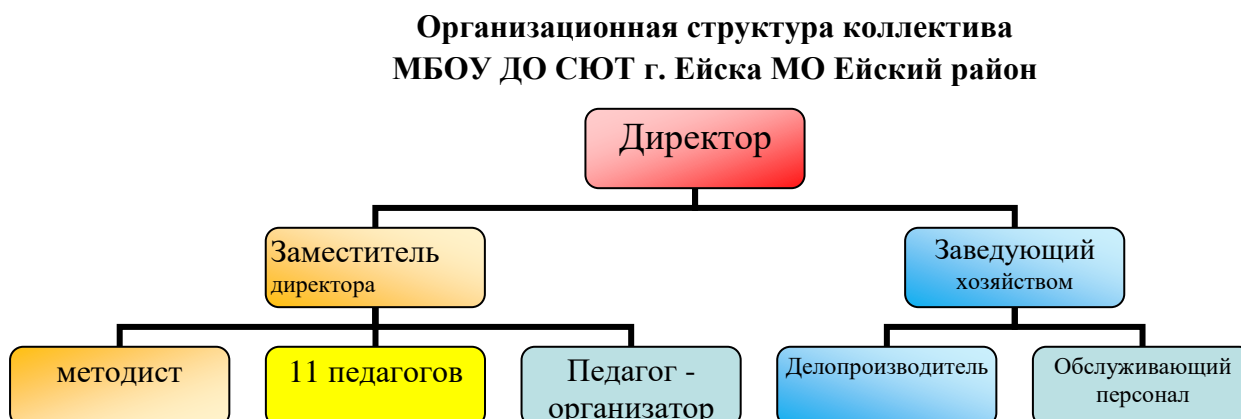 Организационная структура коллектива
МБОУ ДО СЮТ г. Ейска МО Ейский район
Директор
Заместитель
директора
Заведующий
хозяйством
методист
11 педагогов
Педагог -
организатор
Делопроизводитель
Обслуживающий
персонал